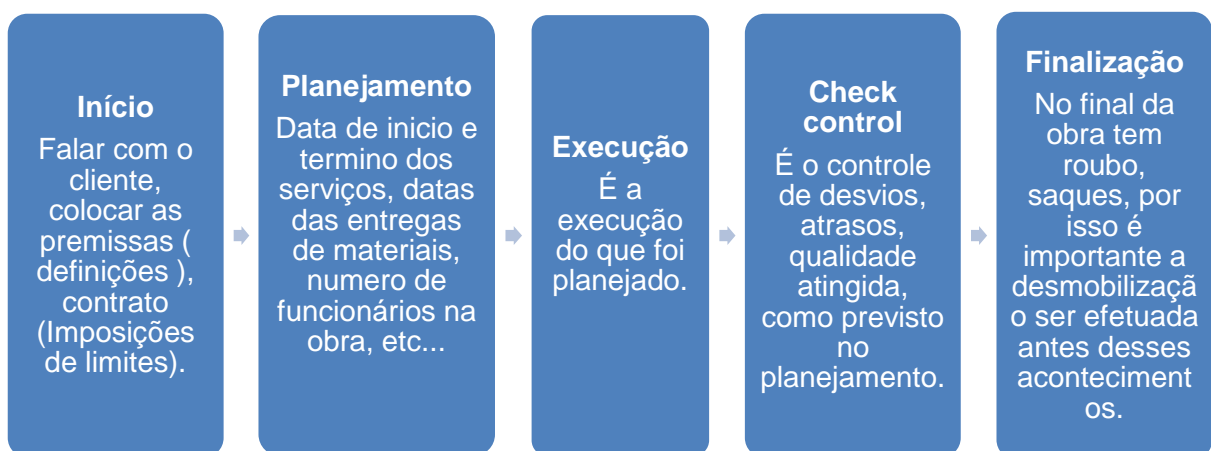 Início
Falar com o
cliente,
colocar as
premissas (
definições ),
contrato
(Imposições
de limites).
Planejamento
Data de inicio e
termino dos
serviços, datas
das entregas
de materiais,
numero de
funcionários na
obra, etc...
Execução
É a
execução
do que foi
planejado.
Check
control
É o controle
de desvios,
atrasos,
qualidade
atingida,
como previsto
no
planejamento.
Finalização
No final da
obra tem
roubo,
saques, por
isso é
importante a
desmobilizaçã
o ser efetuada
antes desses
aconteciment
os.